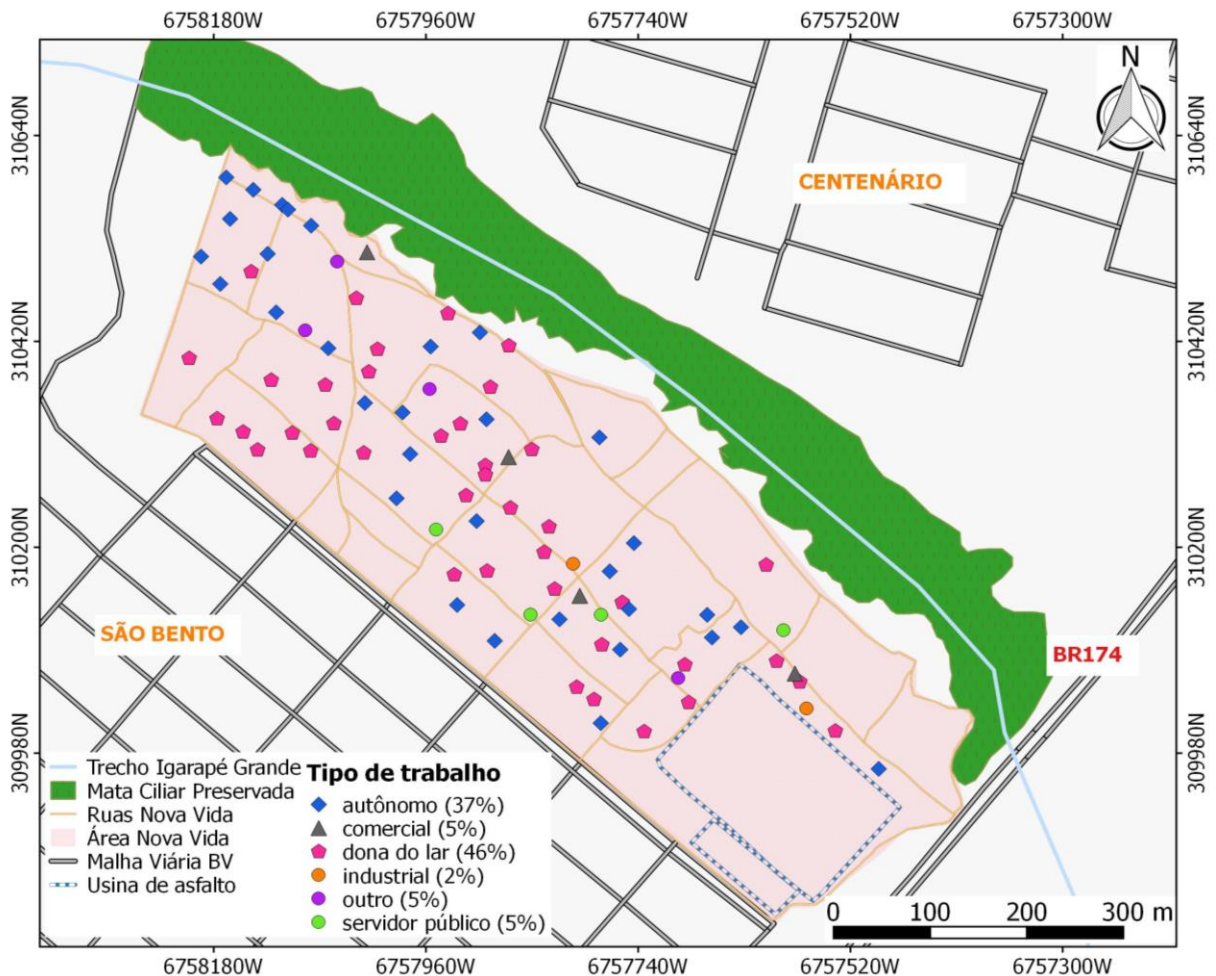 6758180W 6757960W 6757740W 6757520W 6757300W
N
310640N 310640N
CENTENÁRIO
310420N 310420N
310200N 310200N
SÃO BENTO
BR174
309980N 309980N
Trecho Igarapé Grande
Mata Ciliar Preservada
Ruas Nova Vida
Área Nova Vida
Malha Viária BV
Usina de asfalto
Tipo de trabalho
autônomo (37%)
comercial (5%)
dona do lar (46%)
industrial (2%)
outro (5%)
servidor público (5%)
0 100 200 300 m
6758180W 6757960W 6757740W 6757520W 6757300W